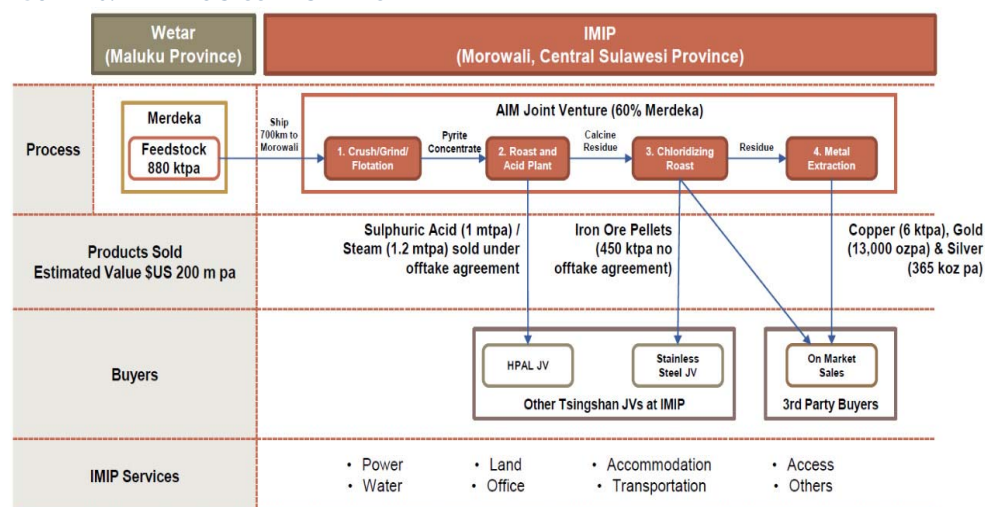 Wetar
(Maluku Province)
IMIP
(Morowali, Central Sulawesi Province)
Process
Merdeka
Feedstock
880 ktpa
Ship
700km to
Morowali
AIM Joint Venture (60% Merdeka)
1. Crush/Grind/
Flotation
Pyrite
Concentrate
2. Roast and
Acid Plant
Calcine
Residue
3. Chloridizing
Roast
Residue
4. Metal
Extraction
Products Sold
Estimated Value $US 200 m pa
Sulphuric Acid (1 mtpa) /
Steam (1.2 mtpa) sold under
offtake agreement
Iron Ore Pellets
(450 ktpa no
offtake agreement)
Copper (6 ktpa), Gold
(13,000 ozpa) & Silver
(365 koz pa)
Buyers
HPAL JV
Stainless
Steel JV
Other Tsingshan JVs at IMIP
On Market
Sales
3rd Party Buyers
IMIP Services
• Power
• Water
• Land
• Office
• Accommodation
• Transportation
• Access
• Others